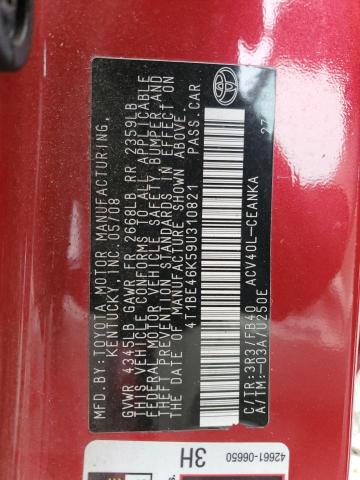 MFD.BY:TOYOTA MOTOR MANUFACTURING,
KENTUCKY, INC. 05/08
GVWR 4345LB GAWR FR 2668LB RR 2359LB
THIS VEHICLE CONFORMS TO ALL APPLICABLE
FEDERAL MOTOR VEHICLE SAFETY, BUMPER, AND
THEFT PREVENTION STANDARDS IN EFFECT ON
THE DATE OF MANUFACTURE SHOWN ABOVE.
4T1BE46K59U310821 PASS.CAR
C/TR:3R3/FB40 ACV40L-CEANKA
A/TM:-03A/U250E
27
42661-06650
3H